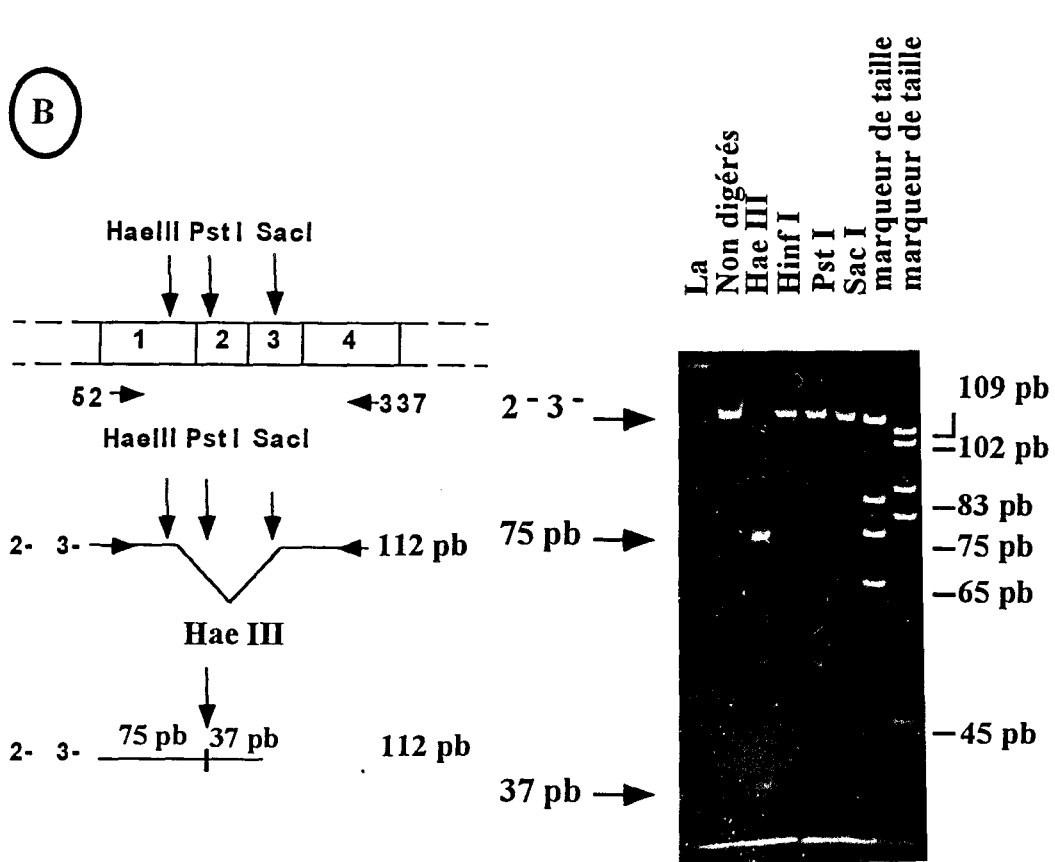 B
HaeIII PstI SacI
1 2 3 4
52
337
HaeIII PstI SacI
2- 3-
112 pb
Hae III
75 pb 37 pb
2- 3-
112 pb
La
Non digérés
Hae III
Hinf I
Pst I
Sac I
marqueur de taille
marqueur de taille
2- 3-
75 pb
37 pb
109 pb
102 pb
83 pb
75 pb
65 pb
45 pb